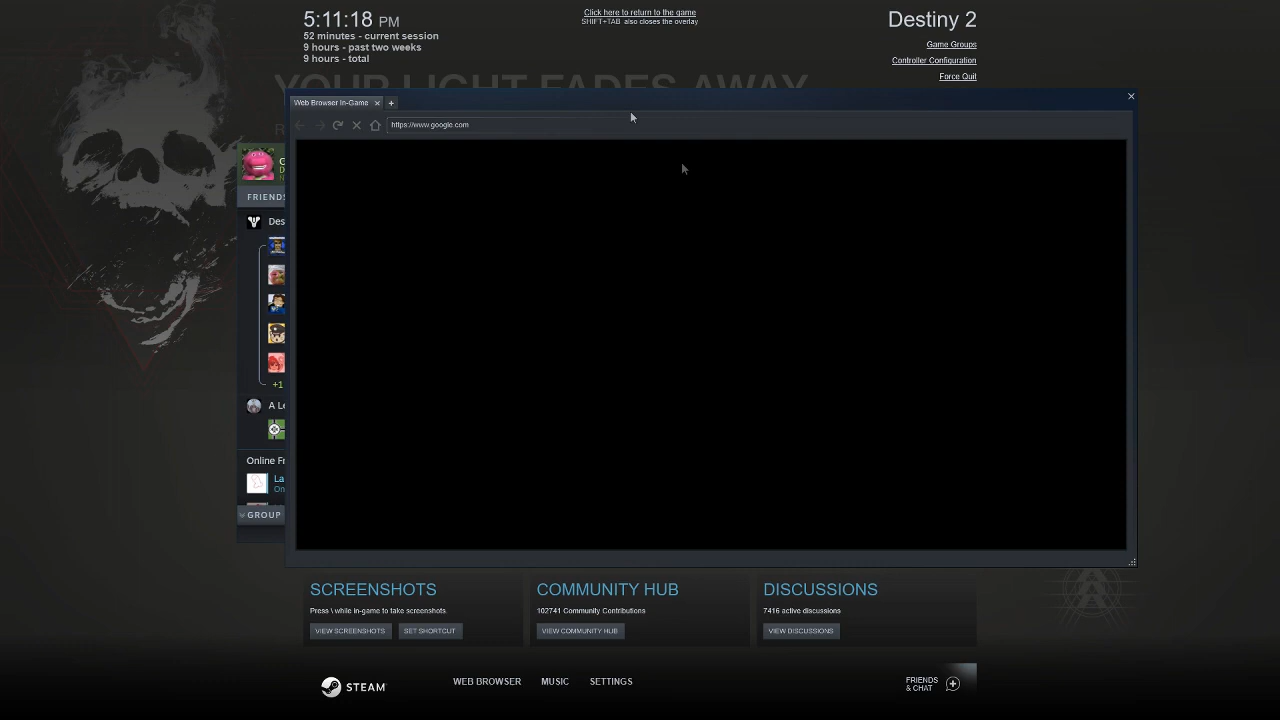 5:11:18 PM
52 minutes - current session
9 hours - past two weeks
9 hours - total
Click here to return to the game
SHIFT+TAB also closes the overlay
Destiny 2
Game Groups
Controller Configuration
Force Quit
YOUR LIGHT FADES AWAY
Web Browser In-Game
https://www.google.com
FRIENDS
Des
+1
A Le
Online Fr
La
On
GROUP
SCREENSHOTS
Press \ while in-game to take screenshots.
VIEW SCREENSHOTS
SET SHORTCUT
COMMUNITY HUB
102741 Community Contributions
VIEW COMMUNITY HUB
DISCUSSIONS
7416 active discussions
VIEW DISCUSSIONS
STEAM
WEB BROWSER
MUSIC
SETTINGS
FRIENDS
& CHAT